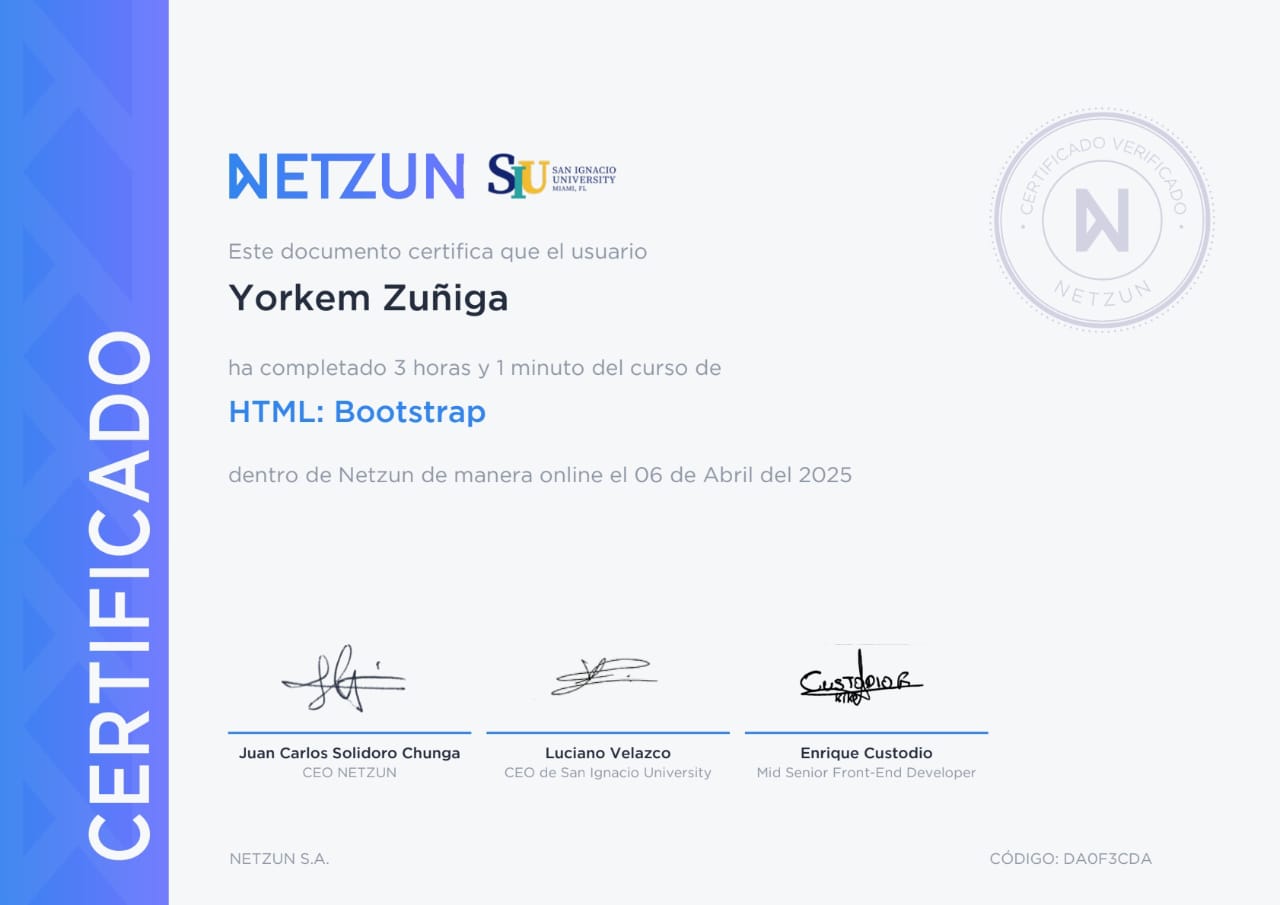 CERTIFICADO
NETZUN
SIU
SAN IGNACIO
UNIVERSITY
MIAMI, FL
CERTIFICADO VERIFICADO
N
NETZUN
Este documento certifica que el usuario
Yorkem Zuñiga
ha completado 3 horas y 1 minuto del curso de
HTML: Bootstrap
dentro de Netzun de manera online el 06 de Abril del 2025
Juan Carlos Solidoro Chunga
CEO NETZUN
Luciano Velazco
CEO de San Ignacio University
Custodio
Enrique Custodio
Mid Senior Front-End Developer
NETZUN S.A.
CÓDIGO: DA0F3CDA